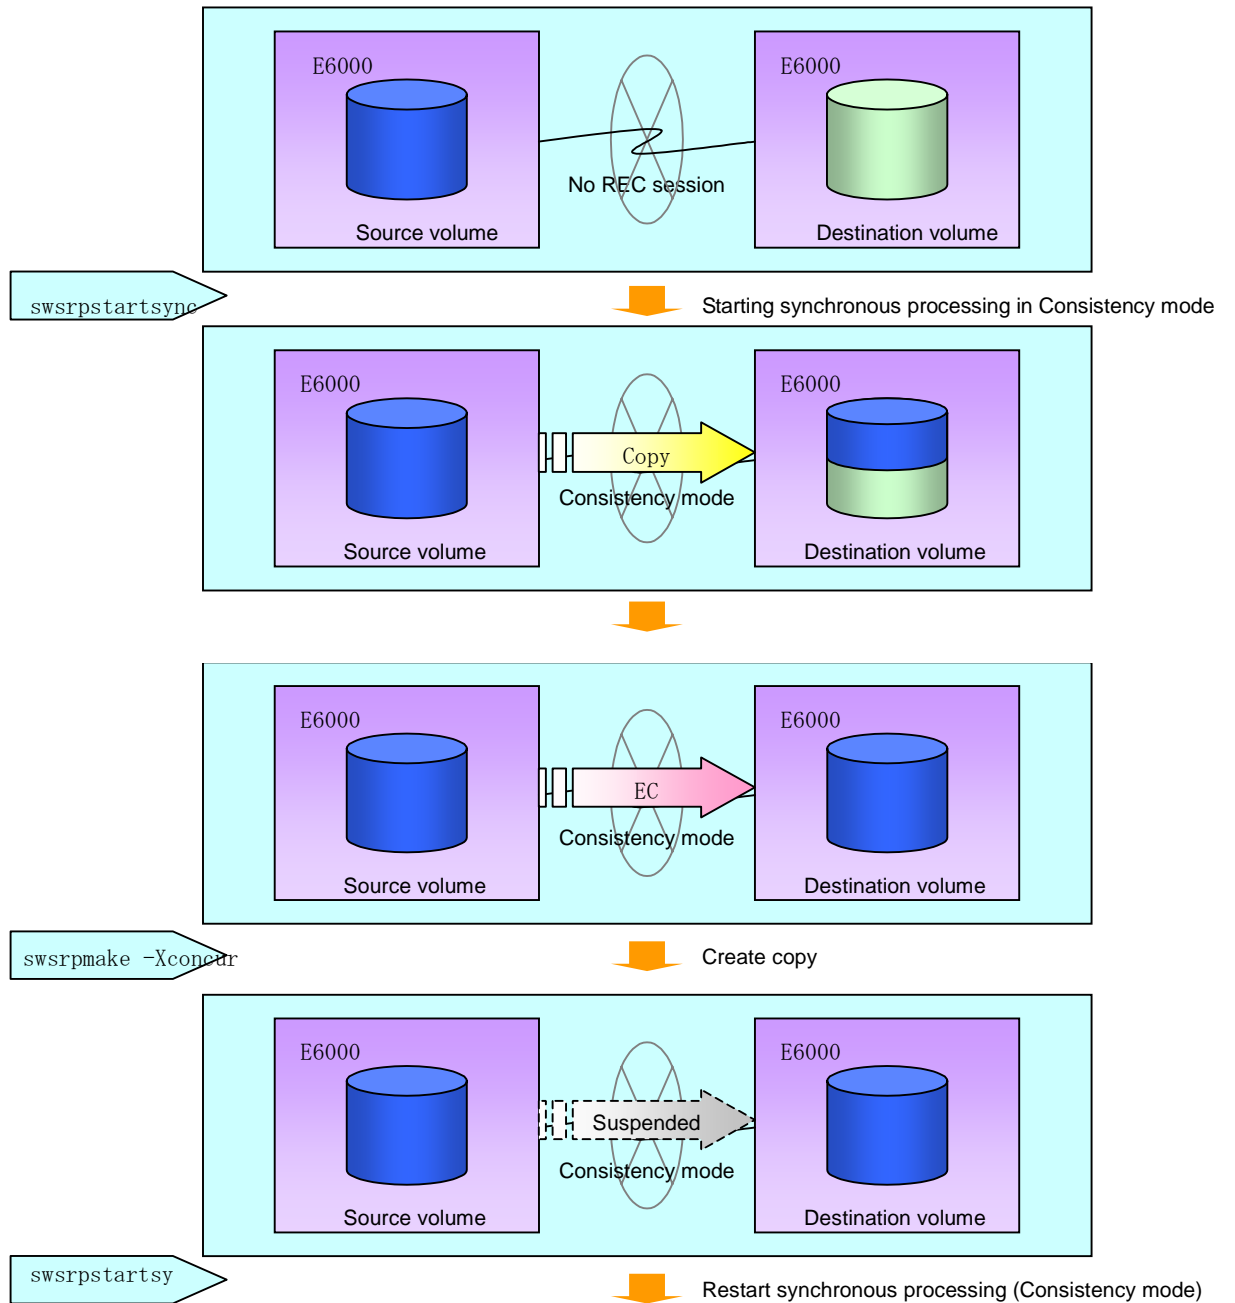 E6000
E6000
No REC session
Source volume
Destination volume
swsrpstartsync
Starting synchronous processing in Consistency mode
E6000
E6000
Copy
Consistency mode
Source volume
Destination volume
E6000
E6000
EC
Consistency mode
Source volume
Destination volume
swsrpmake -Xconcur
Create copy
E6000
E6000
Suspended
Consistency mode
Source volume
Destination volume
swsrpstartsy
Restart synchronous processing (Consistency mode)